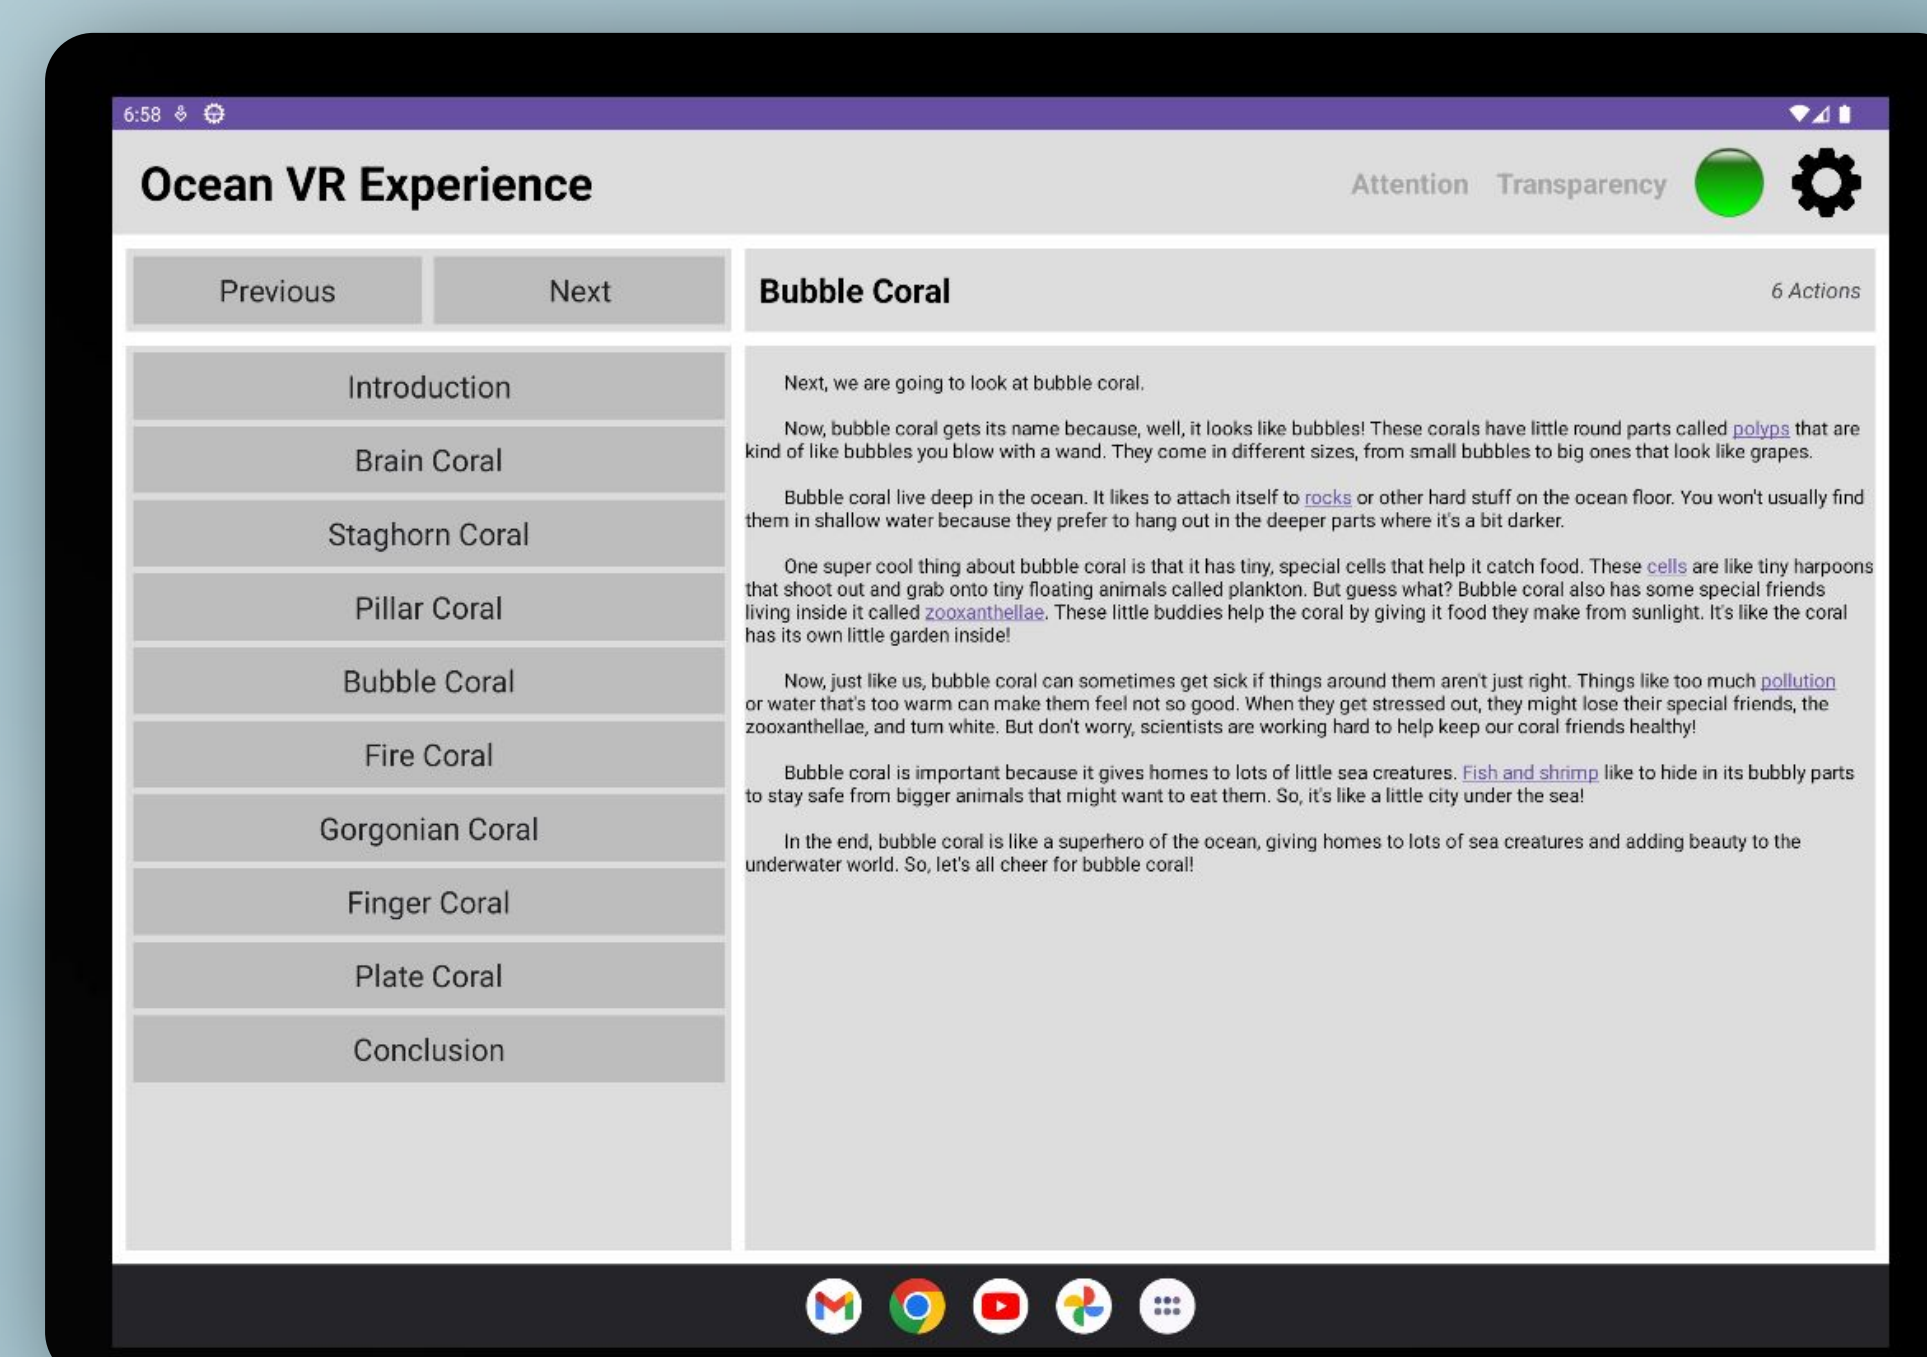 6:58
Ocean VR Experience
Attention Transparency
Previous Next
Introduction
Brain Coral
Staghorn Coral
Pillar Coral
Bubble Coral
Fire Coral
Gorgonian Coral
Finger Coral
Plate Coral
Conclusion
Bubble Coral 6 Actions
Next, we are going to look at bubble coral.
Now, bubble coral gets its name because, well, it looks like bubbles! These corals have little round parts called polyps that are
kind of like bubbles you blow with a wand. They come in different sizes, from small bubbles to big ones that look like grapes.
Bubble coral live deep in the ocean. It likes to attach itself to rocks or other hard stuff on the ocean floor. You won't usually find
them in shallow water because they prefer to hang out in the deeper parts where it's a bit darker.
One super cool thing about bubble coral is that it has tiny, special cells that help it catch food. These cells are like tiny harpoons
that shoot out and grab onto tiny floating animals called plankton. But guess what? Bubble coral also has some special friends
living inside it called zooxanthellae. These little buddies help the coral by giving it food they make from sunlight. It's like the coral
has its own little garden inside!
Now, just like us, bubble coral can sometimes get sick if things around them aren't just right. Things like too much pollution
or water that's too warm can make them feel not so good. When they get stressed out, they might lose their special friends, the
zooxanthellae, and turn white. But don't worry, scientists are working hard to help keep our coral friends healthy!
Bubble coral is important because it gives homes to lots of little sea creatures. Fish and shrimp like to hide in its bubbly parts
to stay safe from bigger animals that might want to eat them. So, it's like a little city under the sea!
In the end, bubble coral is like a superhero of the ocean, giving homes to lots of sea creatures and adding beauty to the
underwater world. So, let's all cheer for bubble coral!